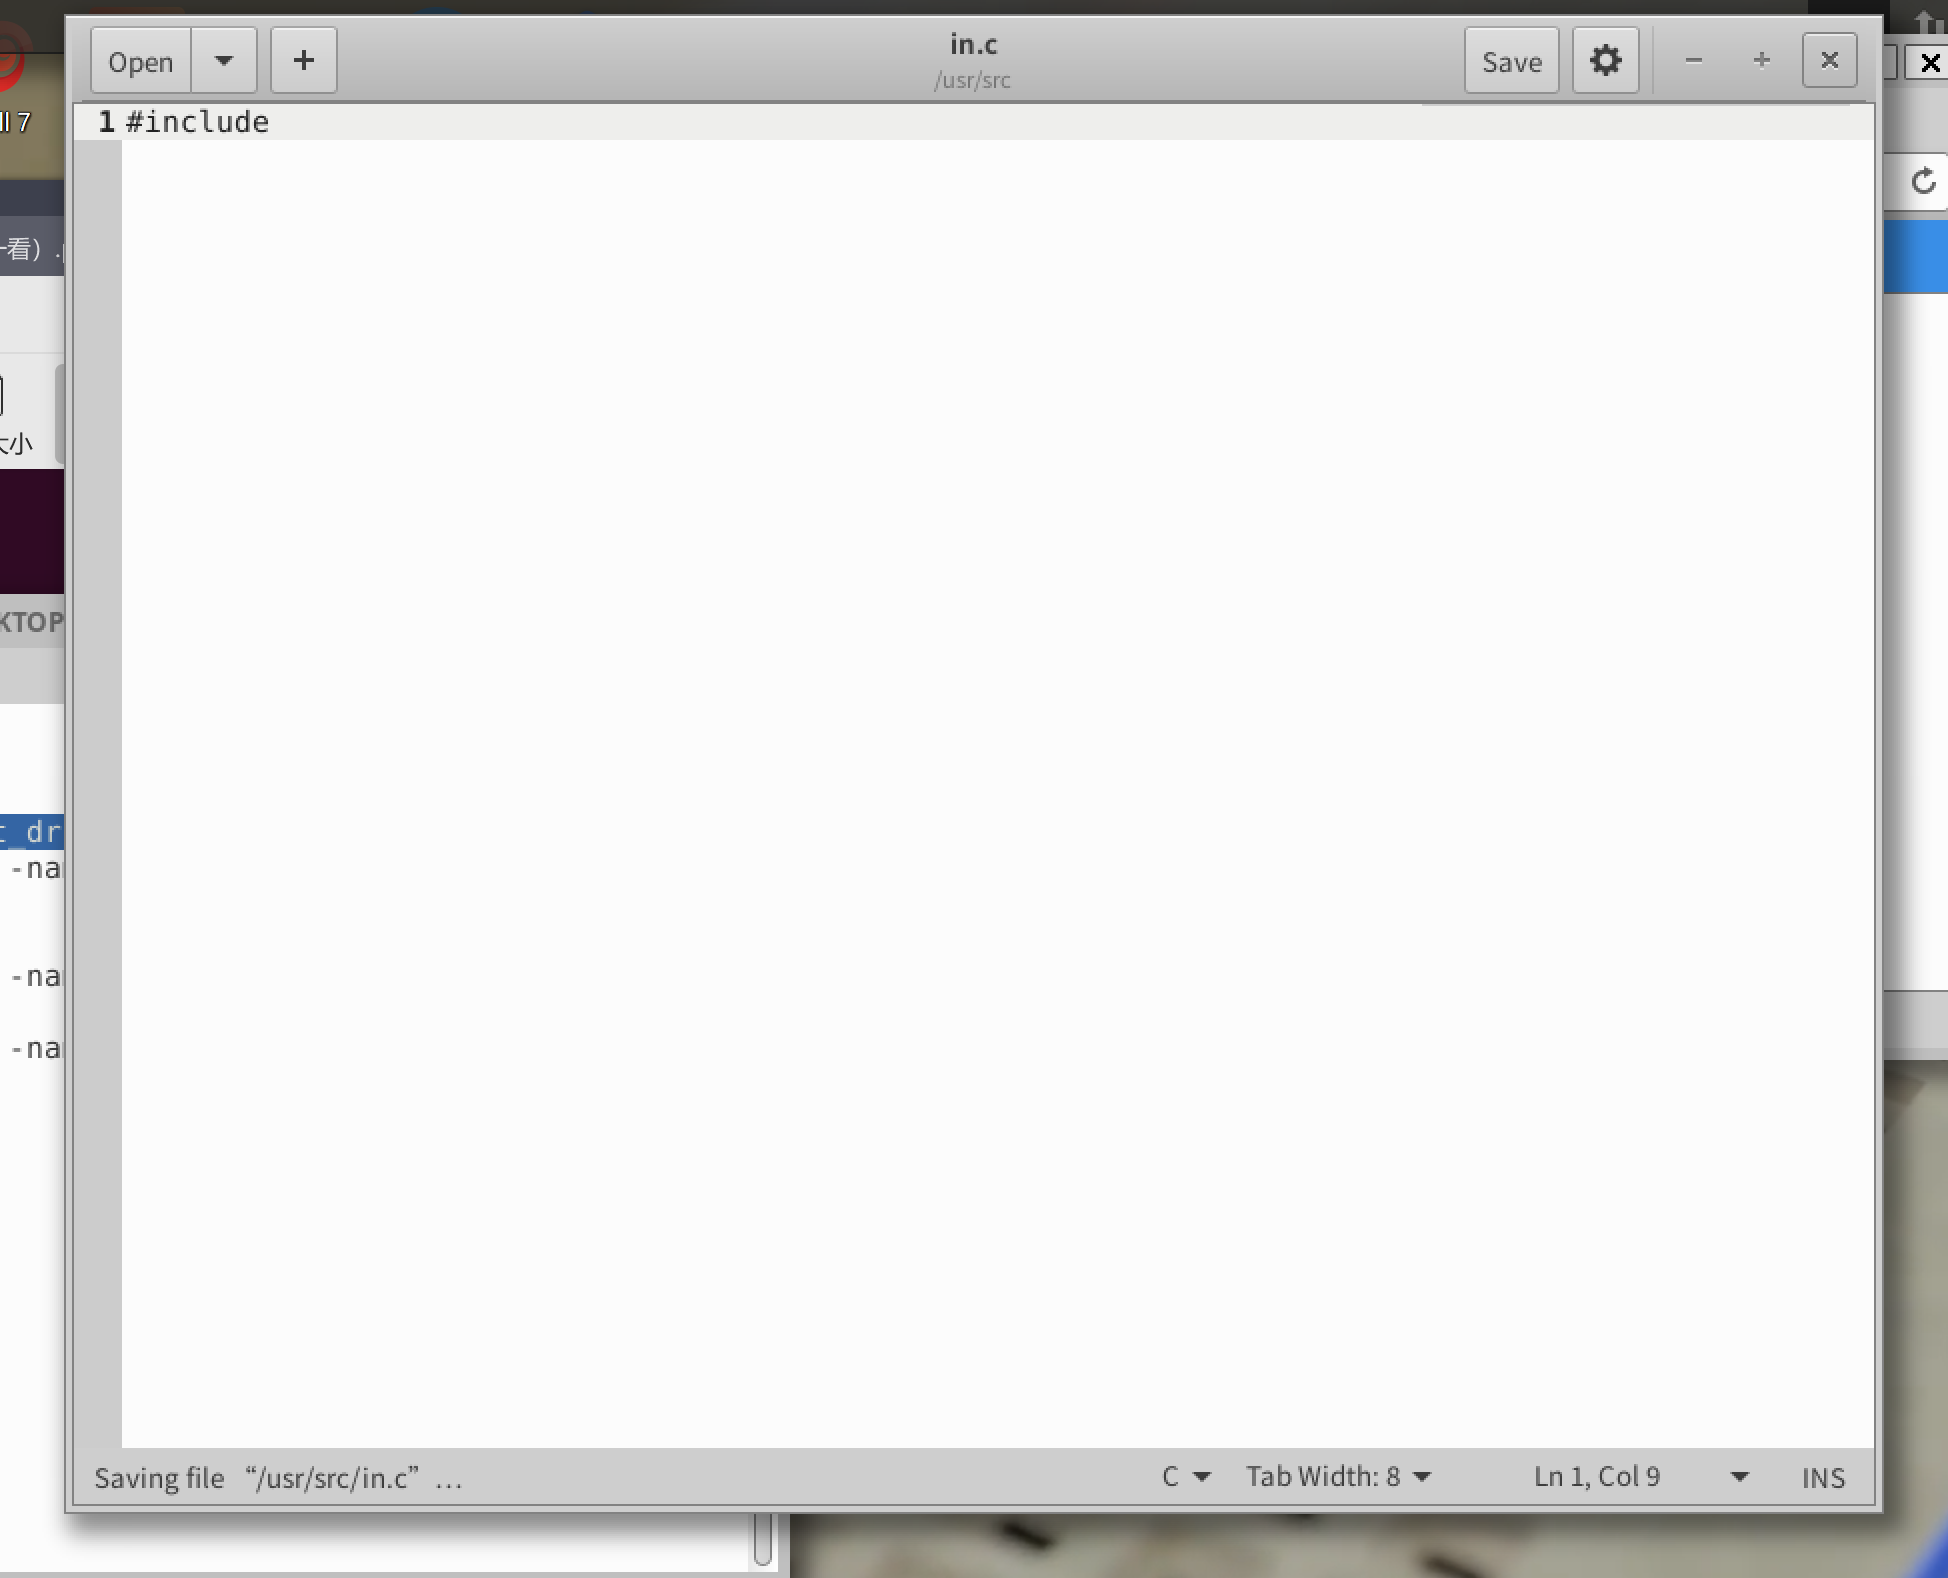 Open
in.c
/usr/src
Save
1 #include
ll 7
看）.
大小
KTOP
t_dr
-na
-na
-na
Saving file “/usr/src/in.c” …
C
Tab Width: 8
Ln 1, Col 9
INS